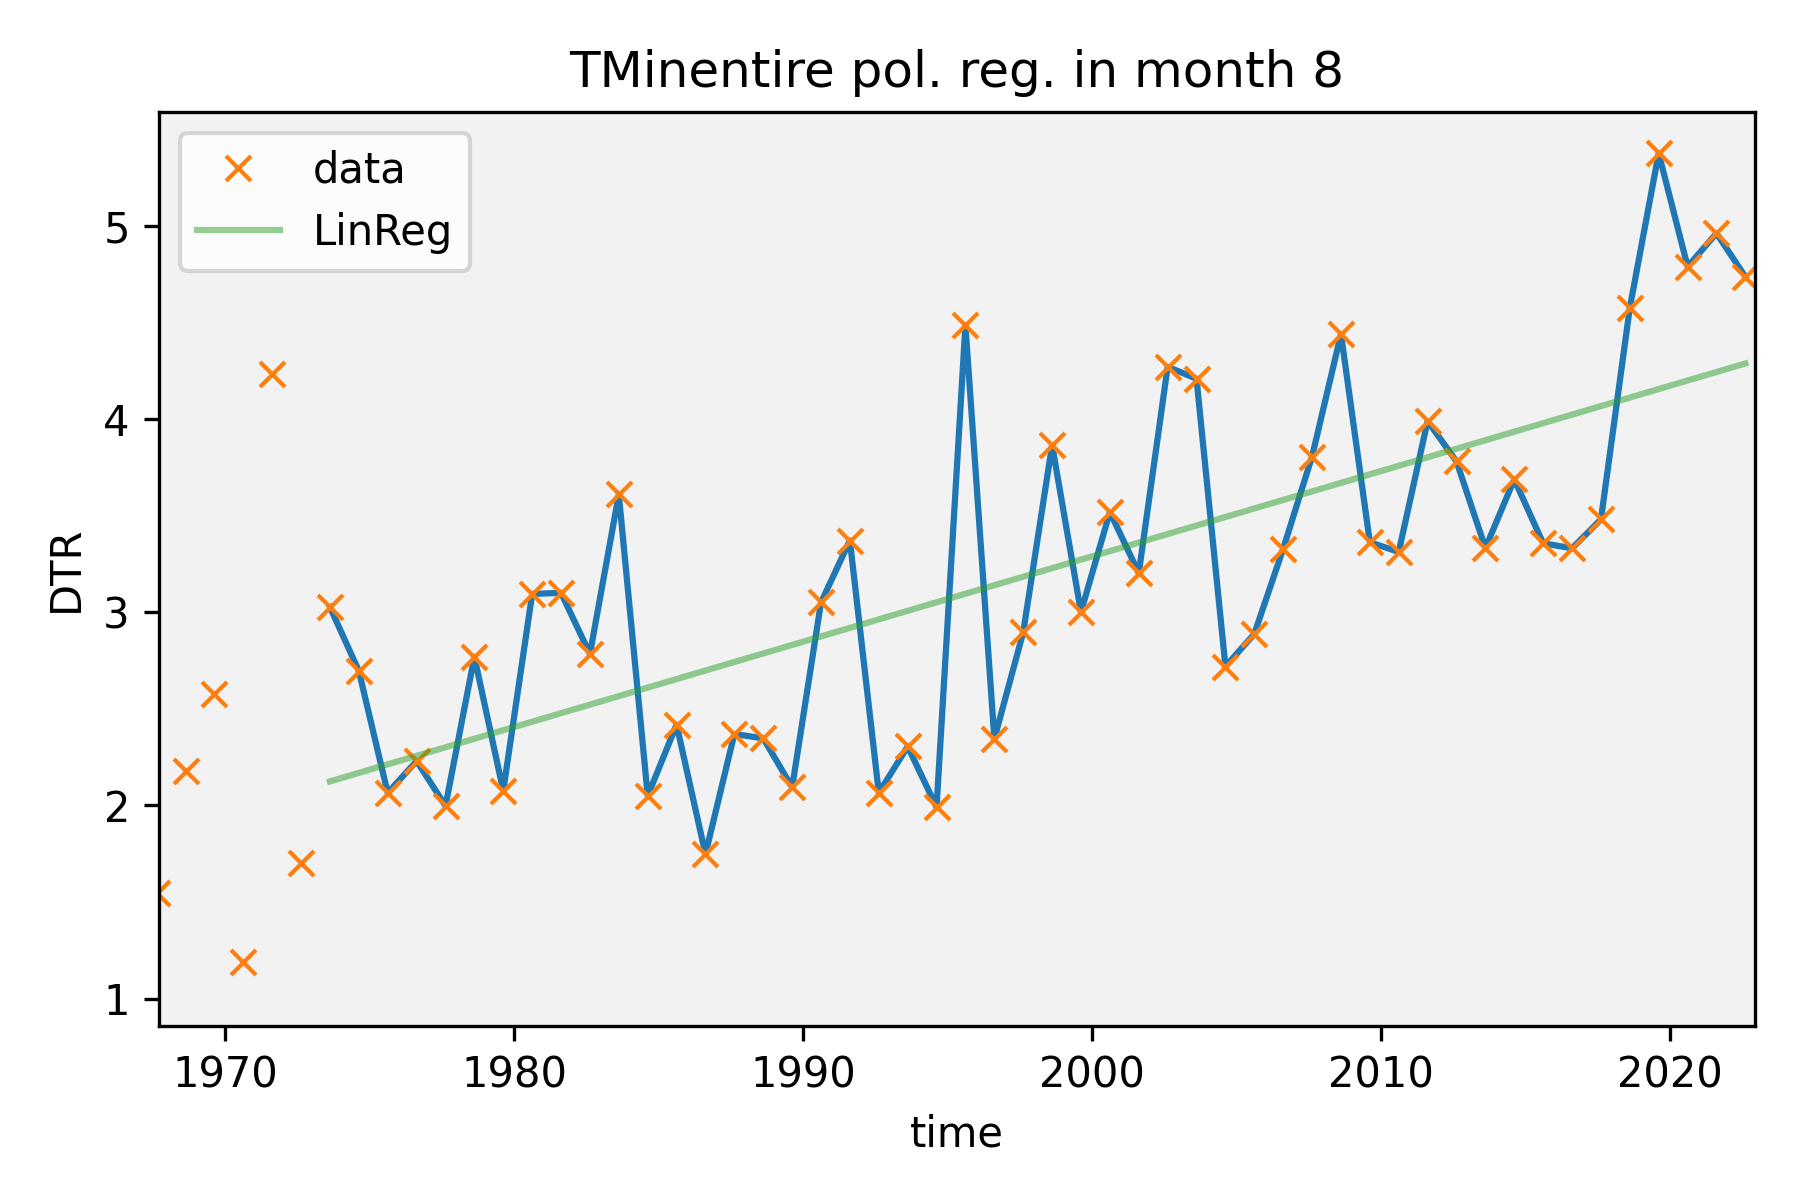 TMinentire pol. reg. in month 8
data
LinReg
DTR
5
4
3
2
1
1970 1980 1990 2000 2010 2020
time